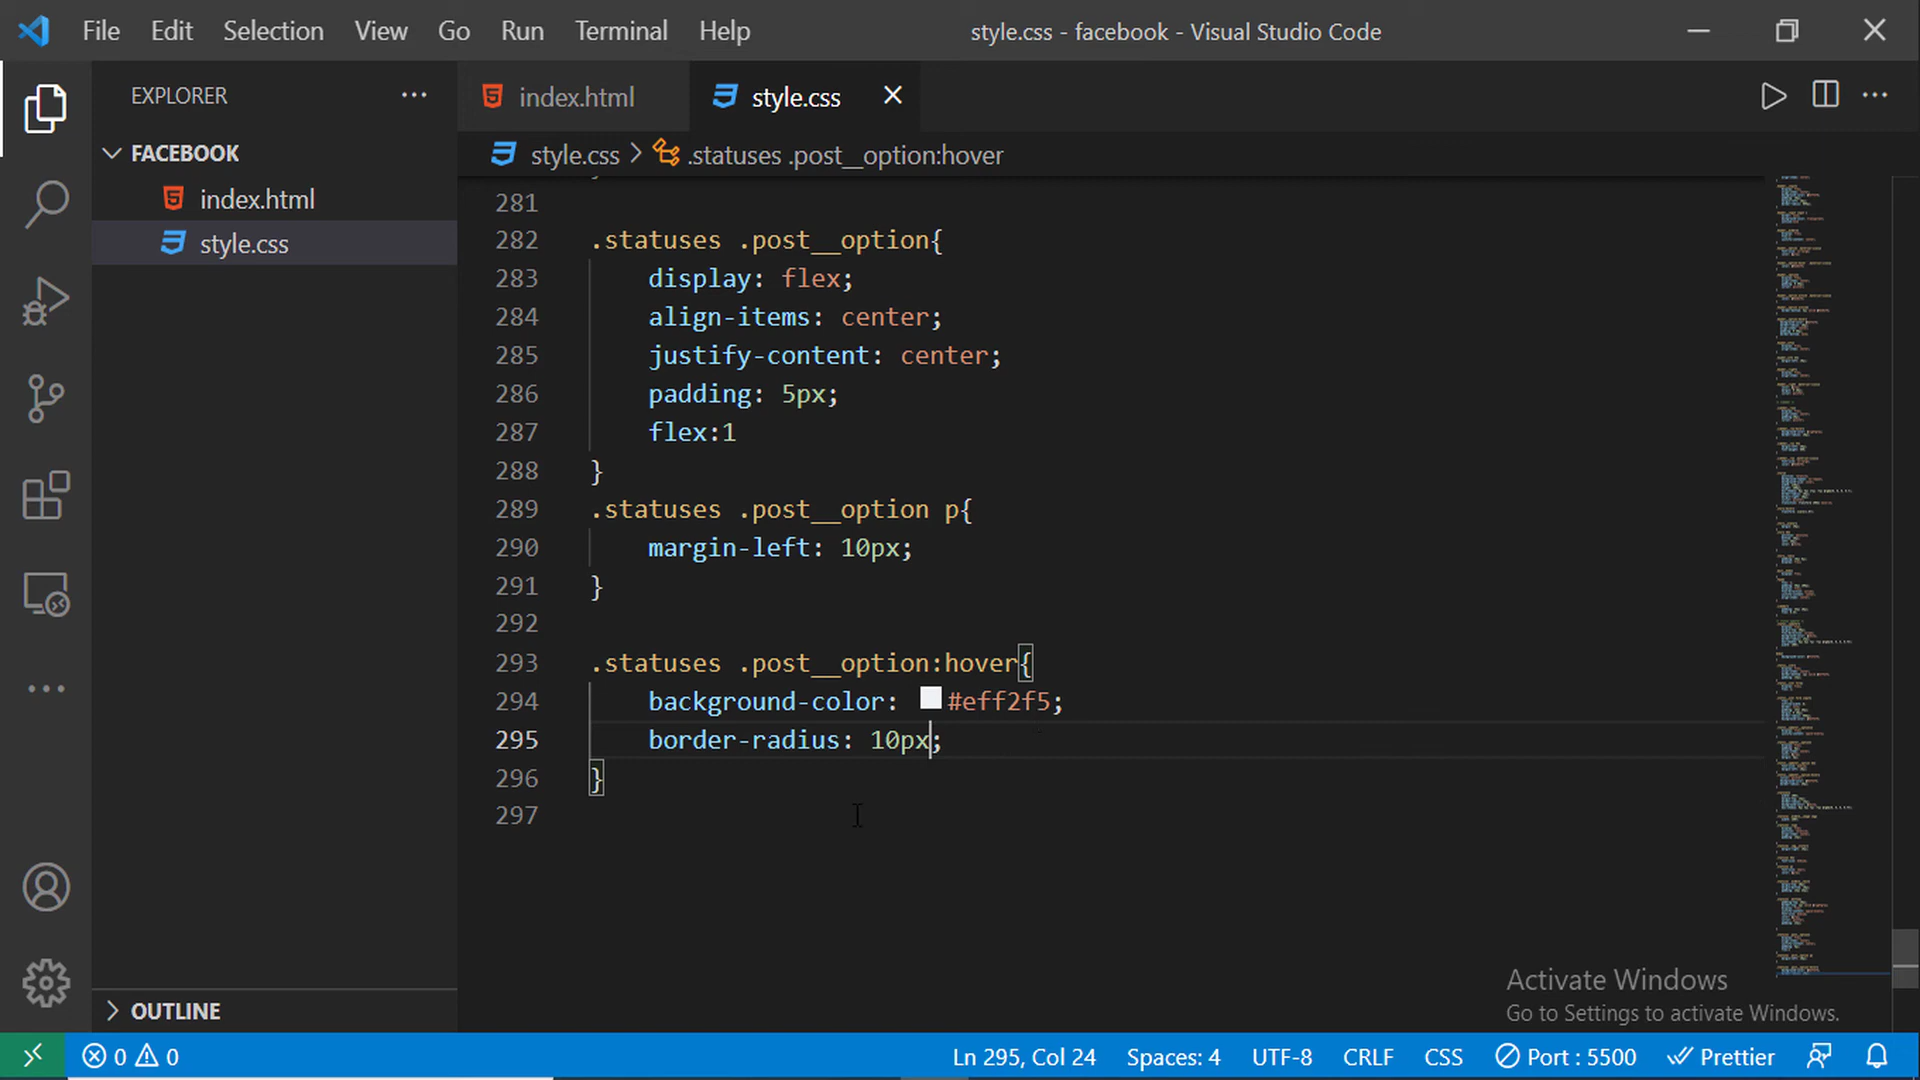 File Edit Selection View Go Run Terminal Help style.css - facebook - Visual Studio Code
EXPLORER
FACEBOOK
index.html
style.css
OUTLINE
index.html style.css
style.css > .statuses .post__option:hover
281
282 .statuses .post__option{
283 display: flex;
284 align-items: center;
285 justify-content: center;
286 padding: 5px;
287 flex:1
288 }
289 .statuses .post__option p{
290 margin-left: 10px;
291 }
292
293 .statuses .post__option:hover{
294 background-color: #eff2f5;
295 border-radius: 10px;
296 }
297
Activate Windows
Go to Settings to activate Windows.
0 0 Ln 295, Col 24 Spaces: 4 UTF-8 CRLF CSS Port : 5500 Prettier